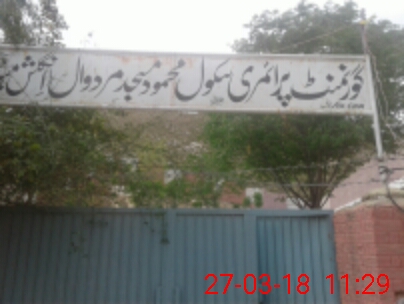 گورنمنٹ پرائمری سکول محمود مسجد مردوال
27-03-18 11:29